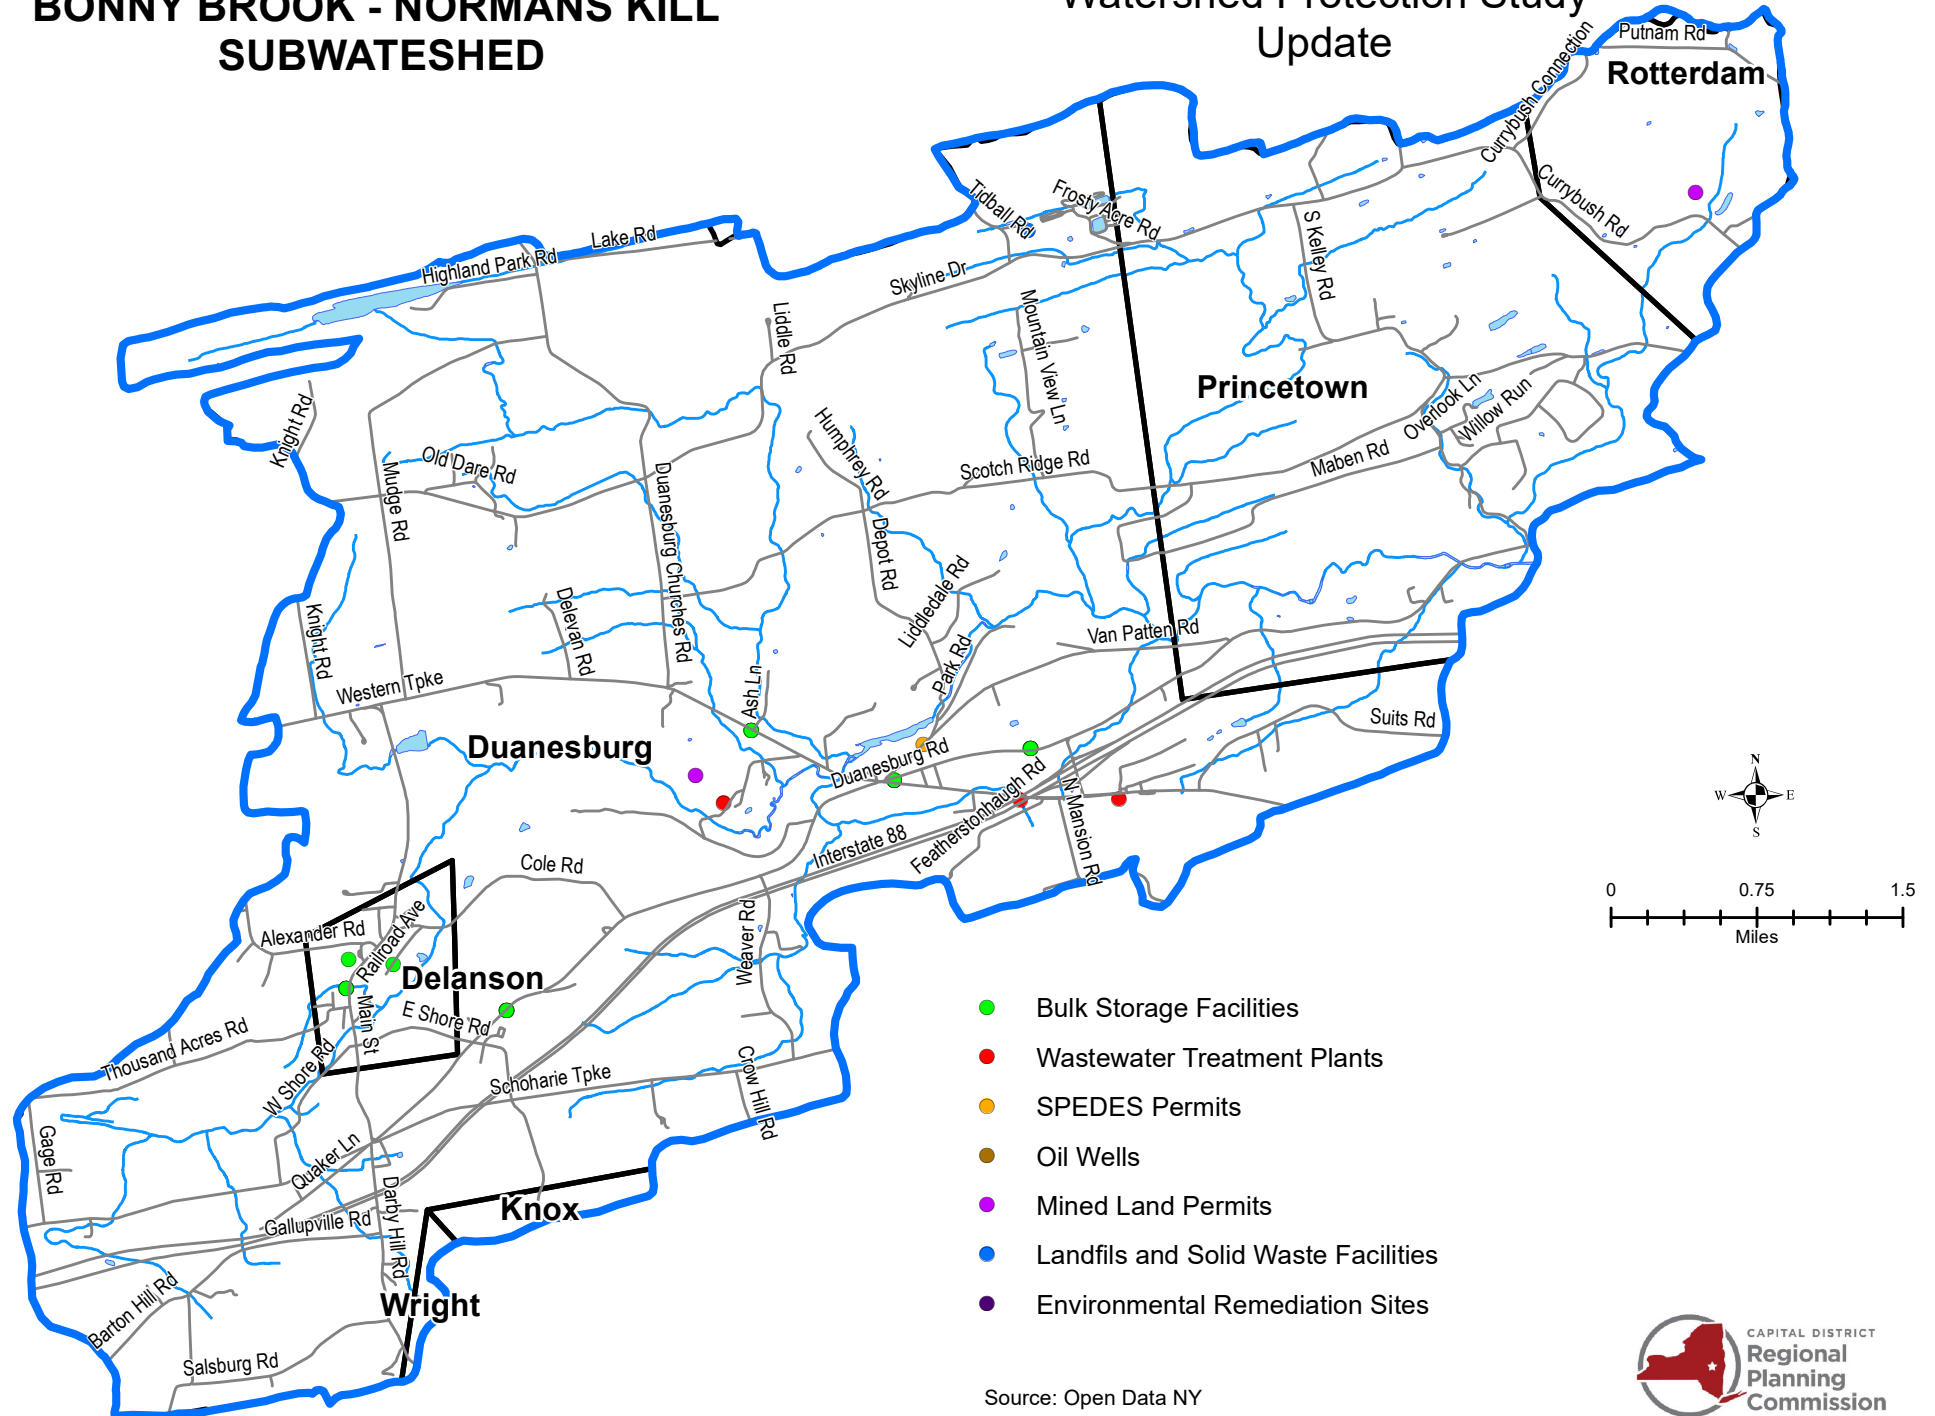 BONNY BROOK - NORMANS KILL
SUBWATESHED
Watershed Protection Study
Update
Putnam Rd
Rotterdam
Currybush Connection
Currybush Rd
Tidball Rd
Frosty Acre Rd
S Kelley Rd
Lake Rd
Highland Park Rd
Skyline Dr
Liddle Rd
Mountain View Ln
Princetown
Overlook Ln
Willow Run
Knight Rd
Old Dare Rd
Mudge Rd
Duanesburg Churches Rd
Humphrey Rd
Scotch Ridge Rd
Maben Rd
Depot Rd
Liddledale Rd
Delevan Rd
Knight Rd
Van Patten Rd
Park Rd
Western Tpke
Ash Ln
Suits Rd
Duanesburg
Duanesburg Rd
Featherstonhaugh Rd
N Mansion Rd
Interstate 88
Cole Rd
Weaver Rd
Alexander Rd
Railroad Ave
Delanson
Main St
E Shore Rd
Thousand Acres Rd
W Shore Rd
Schoharie Tpke
Crow Hill Rd
Gage Rd
Quaker Ln
Darby Hill Rd
Gallupville Rd
Knox
Barton Hill Rd
Wright
Salsburg Rd
N
W E
S
0 0.75 1.5
Miles
Bulk Storage Facilities
Wastewater Treatment Plants
SPEDES Permits
Oil Wells
Mined Land Permits
Landfils and Solid Waste Facilities
Environmental Remediation Sites
Source: Open Data NY
CAPITAL DISTRICT
Regional
Planning
Commission